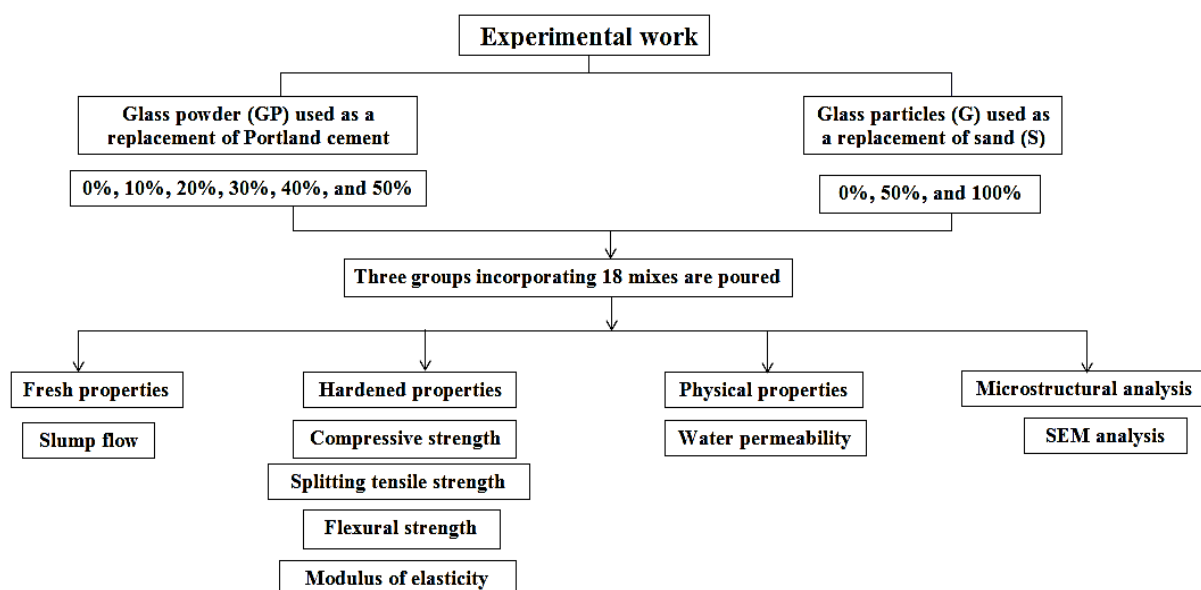 Experimental work
Glass powder (GP) used as a
replacement of Portland cement
Glass particles (G) used as
a replacement of sand (S)
0%, 10%, 20%, 30%, 40%, and 50%
0%, 50%, and 100%
Three groups incorporating 18 mixes are poured
Fresh properties
Slump flow
Hardened properties
Compressive strength
Splitting tensile strength
Flexural strength
Modulus of elasticity
Physical properties
Water permeability
Microstructural analysis
SEM analysis